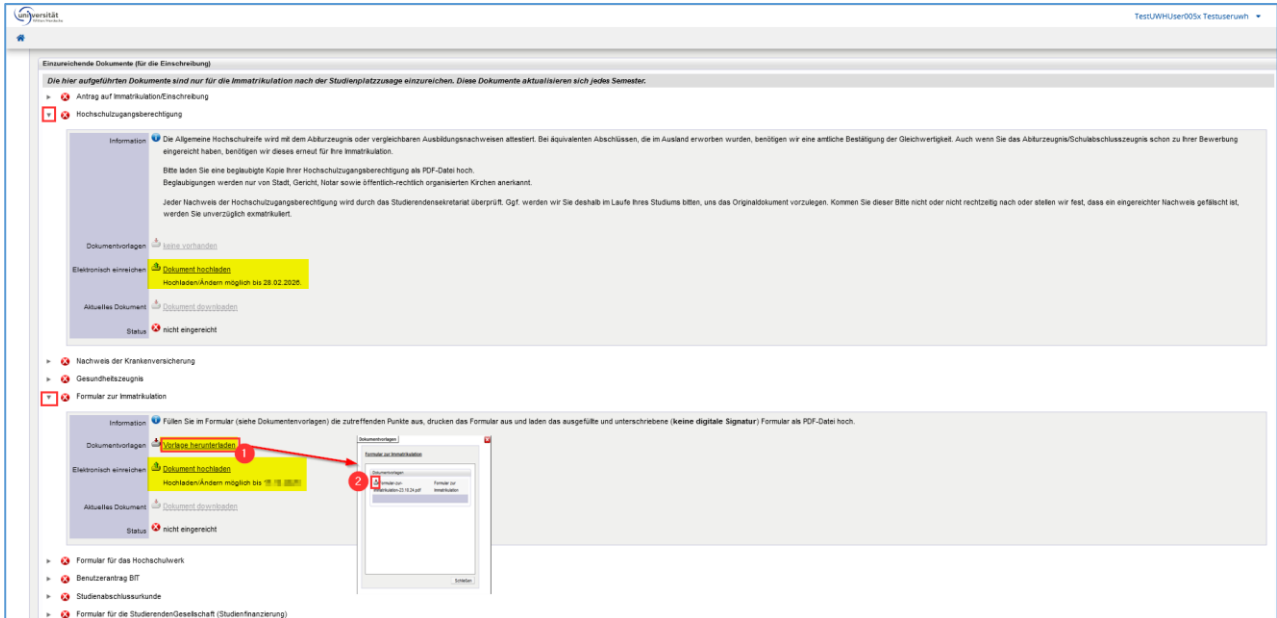 universität
Witten/Herdecke
TestUWHUser005x Testuseruwh
Einzureichende Dokumente (für die Einschreibung)
Die hier aufgeführten Dokumente sind nur für die Immatrikulation nach der Studienplatzzusage einzureichen. Diese Dokumente aktualisieren sich jedes Semester.
Antrag auf Immatrikulation/Einschreibung
Hochschulzugangsberechtigung
Information Die Allgemeine Hochschulreife wird mit dem Abiturzeugnis oder vergleichbaren Ausbildungsnachweisen attestiert. Bei äquivalenten Abschlüssen, die im Ausland erworben wurden, benötigen wir eine amtliche Bestätigung der Gleichwertigkeit. Auch wenn Sie das Abiturzeugnis/Schulabschlusszeugnis schon zu Ihrer Bewerbung
eingereicht haben, benötigen wir dieses erneut für Ihre Immatrikulation.
Bitte laden Sie eine beglaubigte Kopie Ihrer Hochschulzugangsberechtigung als PDF-Datei hoch.
Beglaubigungen werden nur von Stadt, Gericht, Notar sowie öffentlich-rechtlich organisierten Kirchen anerkannt.
Jeder Nachweis der Hochschulzugangsberechtigung wird durch das Studierendensekretariat überprüft. Ggf. werden wir Sie deshalb im Laufe Ihres Studiums bitten, uns das Originaldokument vorzulegen. Kommen Sie dieser Bitte nicht oder nicht rechtzeitig nach oder stellen wir fest, dass ein eingereichter Nachweis gefälscht ist,
werden Sie unverzüglich exmatrikuliert.
Dokumentvorlagen keine vorhanden
Elektronisch einreichen Dokument hochladen
Hochladen/Ändern möglich bis 28.02.2026.
Aktuelles Dokument Dokument downloaden
Status nicht eingereicht
Nachweis der Krankenversicherung
Gesundheitszeugnis
Formular zur Immatrikulation
Information Füllen Sie im Formular (siehe Dokumentenvorlagen) die zutreffenden Punkte aus, drucken das Formular aus und laden das ausgefüllte und unterschriebene (keine digitale Signatur) Formular als PDF-Datei hoch.
Dokumentvorlagen Vorlage herunterladen
1
Elektronisch einreichen Dokument hochladen
Hochladen/Ändern möglich bis
Aktuelles Dokument Dokument downloaden
Status nicht eingereicht
Dokumentvorlagen
Formular zur Immatrikulation
Dokumentvorlagen
2
Formular zur Formular zur
Immatrikulation-23.10.24.pdf Immatrikulation
Schließen
Formular für das Hochschulwerk
Benutzerantrag BIT
Studienabschlussurkunde
Formular für die StudierendenGesellschaft (Studienfinanzierung)